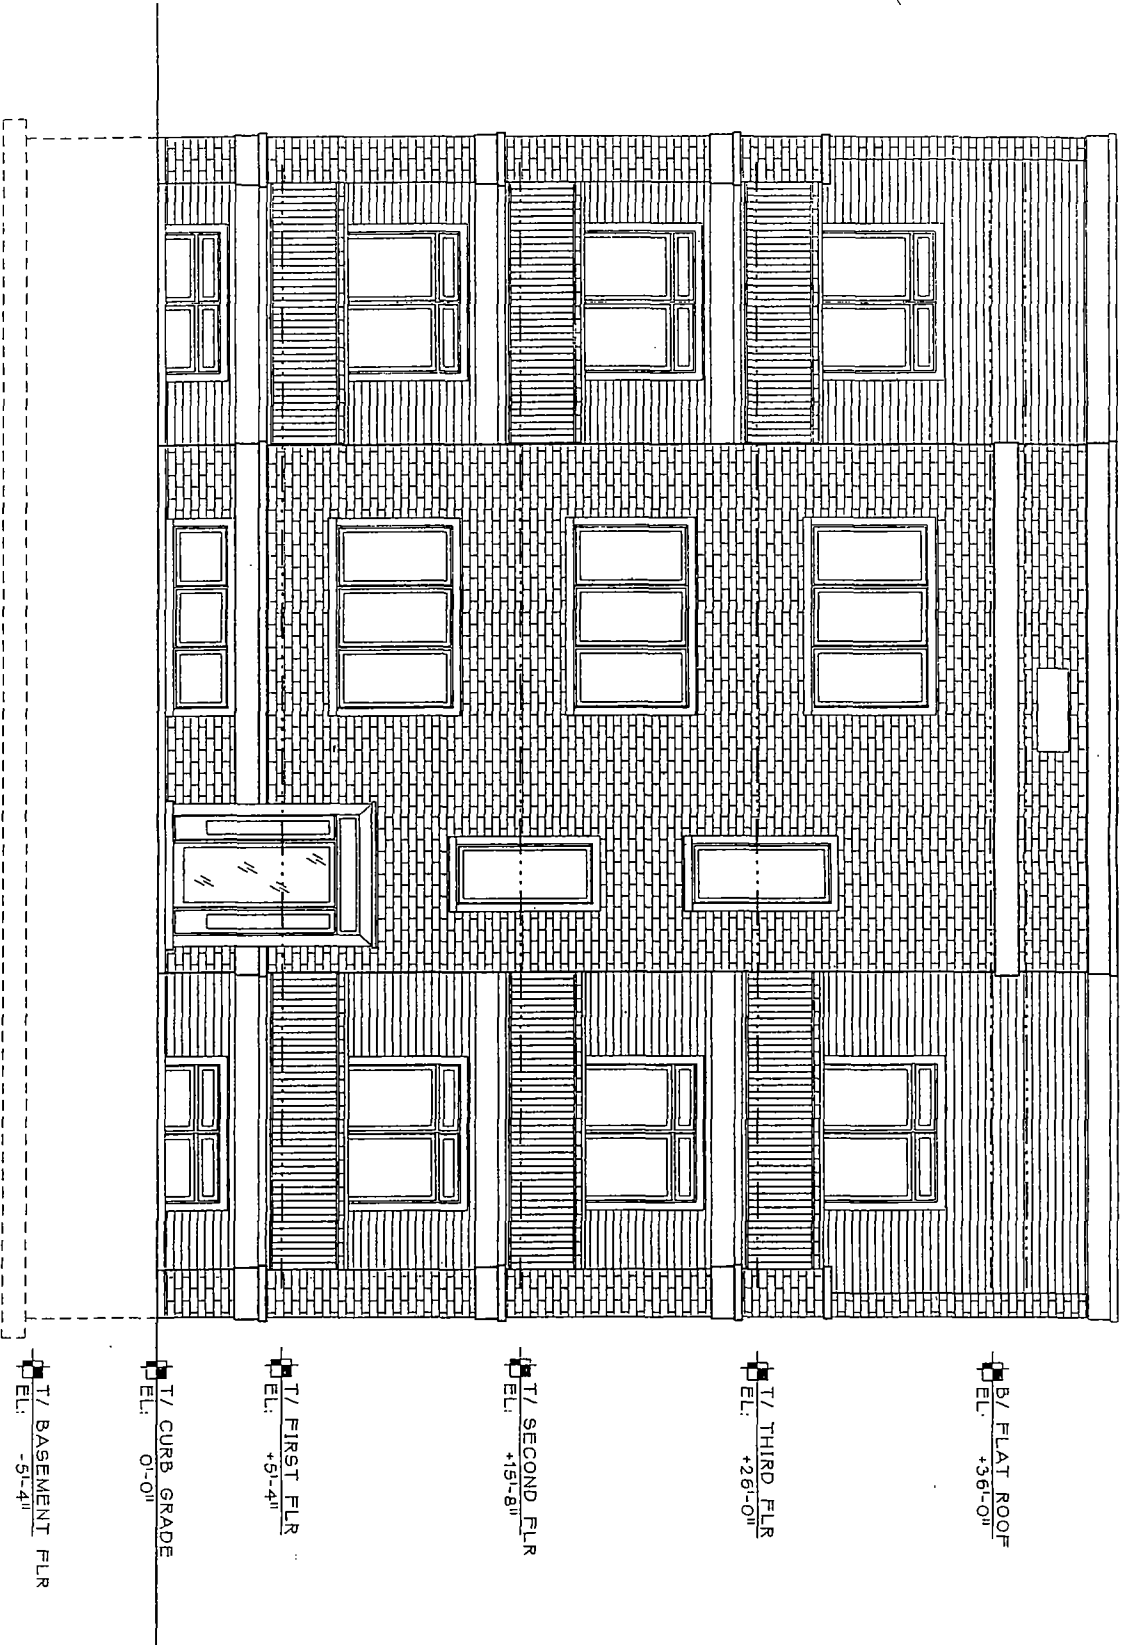 B/ FLAT ROOF
EL. +36'-0"
T/ THIRD FLR
EL: +26'-0"
T/ SECOND FLR
EL: +15'-8"
T/ FIRST FLR
EL: +5'-4"
T/ CURB GRADE
EL: 0'-0"
T/ BASEMENT FLR
EL: -5'-4"